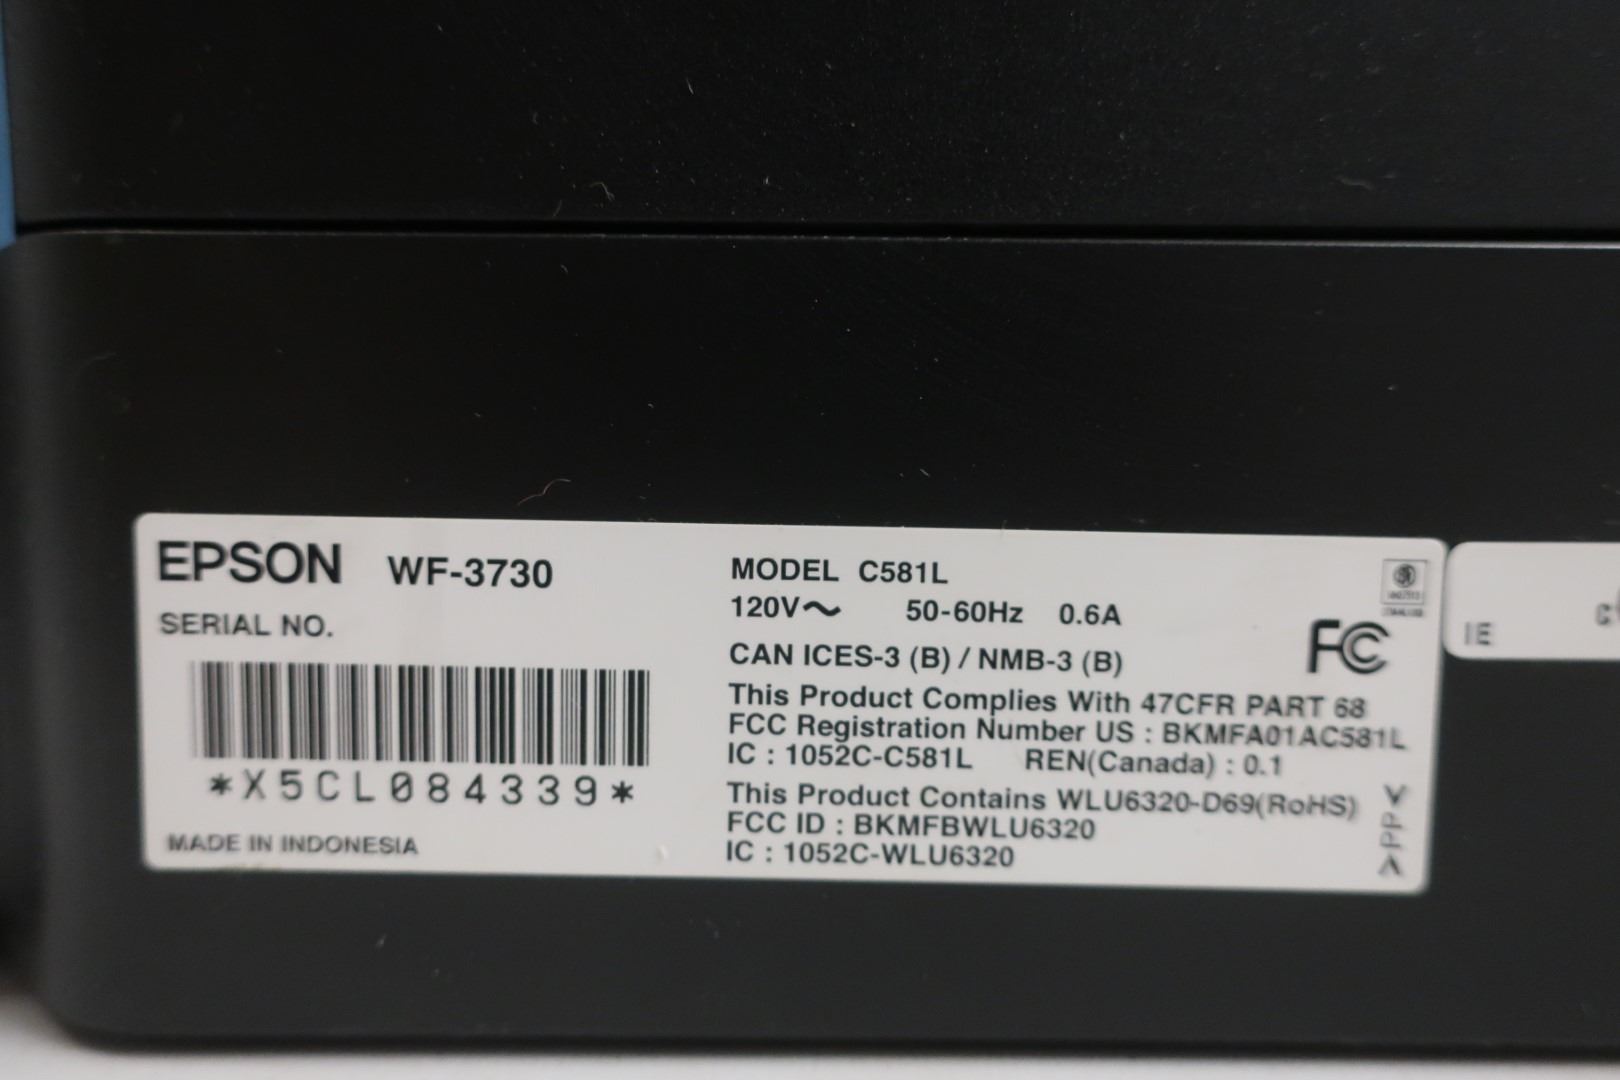 EPSON WF-3730
SERIAL NO.
*X5CL084339*
MADE IN INDONESIA
MODEL C581L
120V~ 50-60Hz 0.6A
CAN ICES-3 (B) / NMB-3 (B)
FC
This Product Complies With 47CFR PART 68
FCC Registration Number US : BKMFA01AC581L
IC : 1052C-C581L REN(Canada) : 0.1
This Product Contains WLU6320-D69(RoHS)
FCC ID : BKMFBWLU6320
IC : 1052C-WLU6320
>PPV<
IE